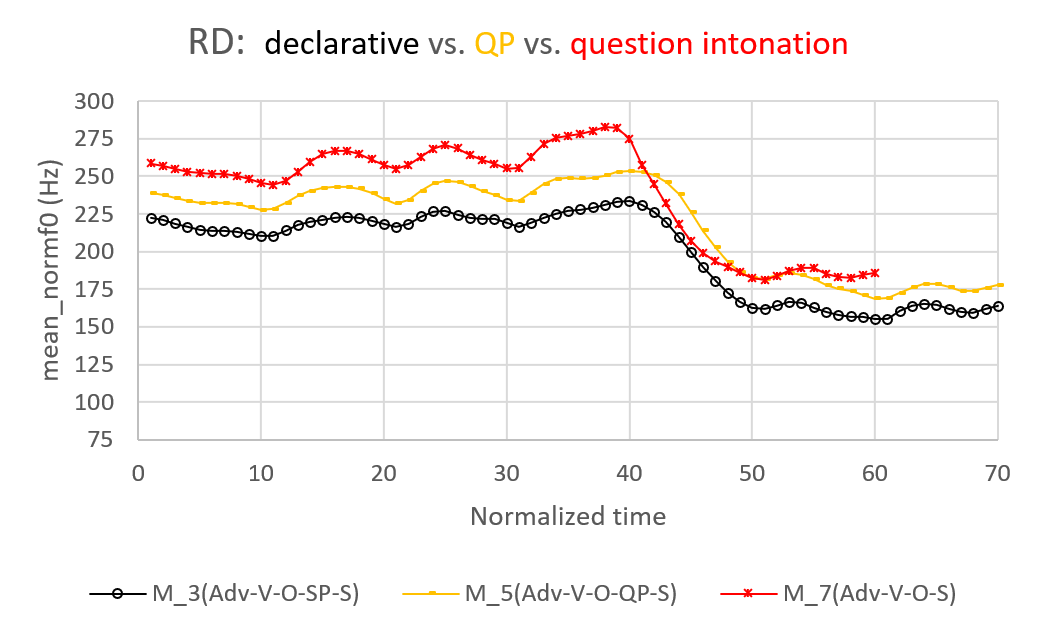 RD: declarative vs. QP vs. question intonation
mean_normf0 (Hz)
300
275
250
225
200
175
150
125
100
75
0 10 20 30 40 50 60 70
Normalized time
M_3(Adv-V-O-SP-S) M_5(Adv-V-O-QP-S) M_7(Adv-V-O-S)